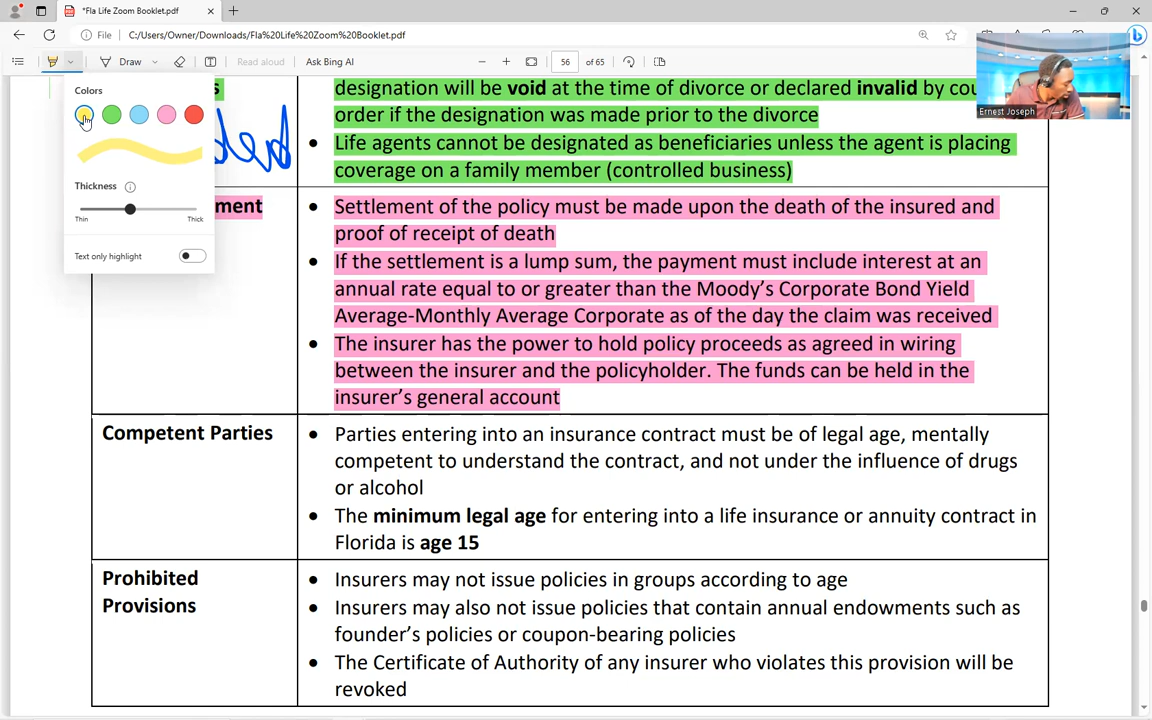 *Fla Life Zoom Booklet.pdf
File
C:/Users/Owner/Downloads/Fla%20Life%20Zoom%20Booklet.pdf
Draw
Read aloud
Ask Bing AI
56
of 65
Ernest Joseph
Colors
Thickness
Thin
Thick
Text only highlight
s
designation will be void at the time of divorce or declared invalid by
order if the designation was made prior to the divorce
Life agents cannot be designated as beneficiaries unless the agent is placing
coverage on a family member (controlled business)
ment
Settlement of the policy must be made upon the death of the insured and
proof of receipt of death
If the settlement is a lump sum, the payment must include interest at an
annual rate equal to or greater than the Moody's Corporate Bond Yield
Average-Monthly Average Corporate as of the day the claim was received
The insurer has the power to hold policy proceeds as agreed in wiring
between the insurer and the policyholder. The funds can be held in the
insurer's general account
Competent Parties
Parties entering into an insurance contract must be of legal age, mentally
competent to understand the contract, and not under the influence of drugs
or alcohol
The minimum legal age for entering into a life insurance or annuity contract in
Florida is age 15
Prohibited
Provisions
Insurers may not issue policies in groups according to age
Insurers may also not issue policies that contain annual endowments such as
founder's policies or coupon-bearing policies
The Certificate of Authority of any insurer who violates this provision will be
revoked